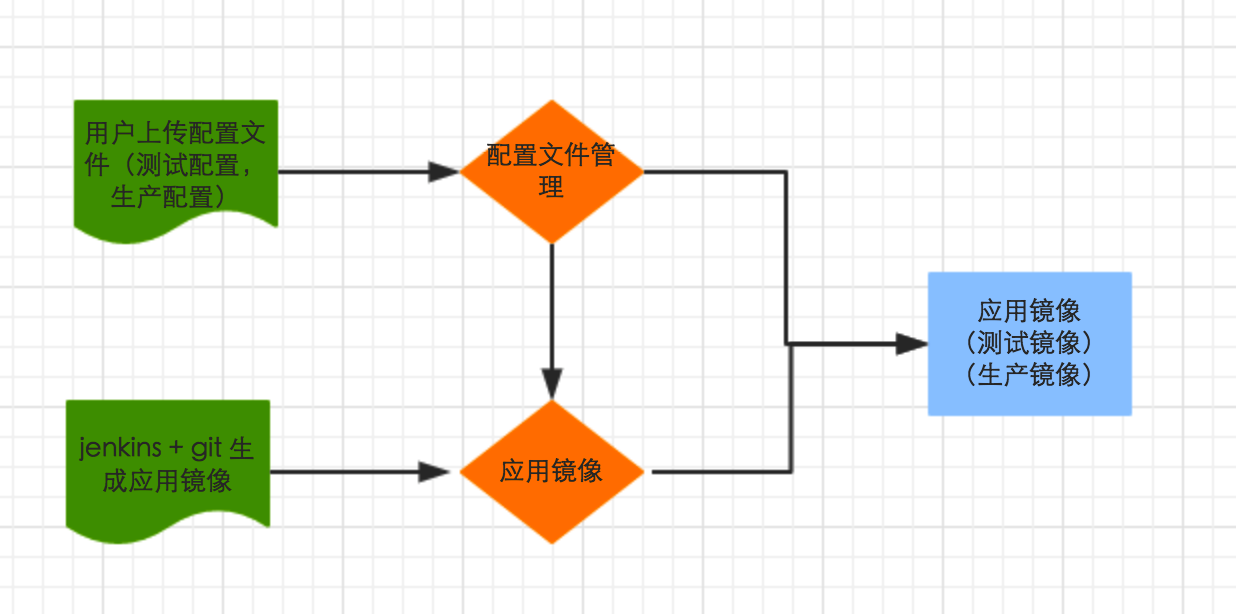 用户上传配置文
件（测试配置，
生产配置）
配置文件管
理
应用镜像
（测试镜像）
（生产镜像）
jenkins + git 生
成应用镜像
应用镜像